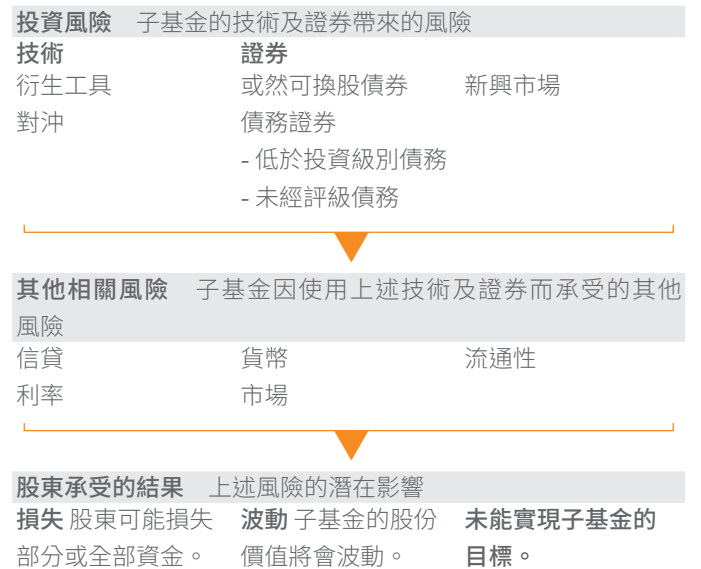 投資風險 子基金的技術及證券帶來的風險
技術 證券
衍生工具 或然可換股債券 新興市場
對沖 債務證券
- 低於投資級別債務
- 未經評級債務
其他相關風險 子基金因使用上述技術及證券而承受的其他
風險
信貸 貨幣 流通性
利率 市場
股東承受的結果 上述風險的潛在影響
損失 股東可能損失 波動 子基金的股份 未能實現子基金的
部分或全部資金。 價值將會波動。 目標。